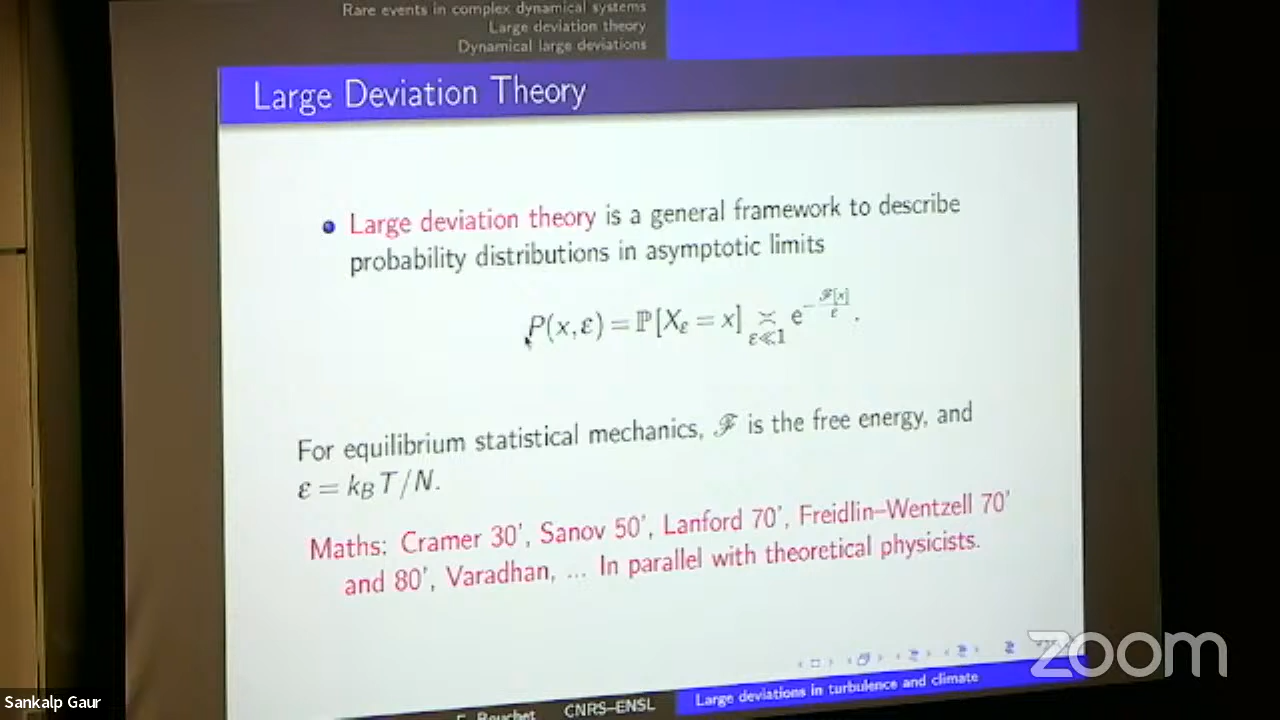 Rare events in complex dynamical systems
Large deviation theory
Dynamical large deviations
Large Deviation Theory
Large deviation theory is a general framework to describe
probability distributions in asymptotic limits
P(x,ε) = ℙ[X_ε = x] ≍_{ε≪1} e^{-ℱ[x]/ε}.
For equilibrium statistical mechanics, ℱ is the free energy, and
ε = k_B T/N.
Maths: Cramer 30', Sanov 50', Lanford 70', Freidlin–Wentzell 70'
and 80', Varadhan, ... In parallel with theoretical physicists.
zoom
F. Bouchet CNRS–ENSL Large deviations in turbulence and climate
Sankalp Gaur